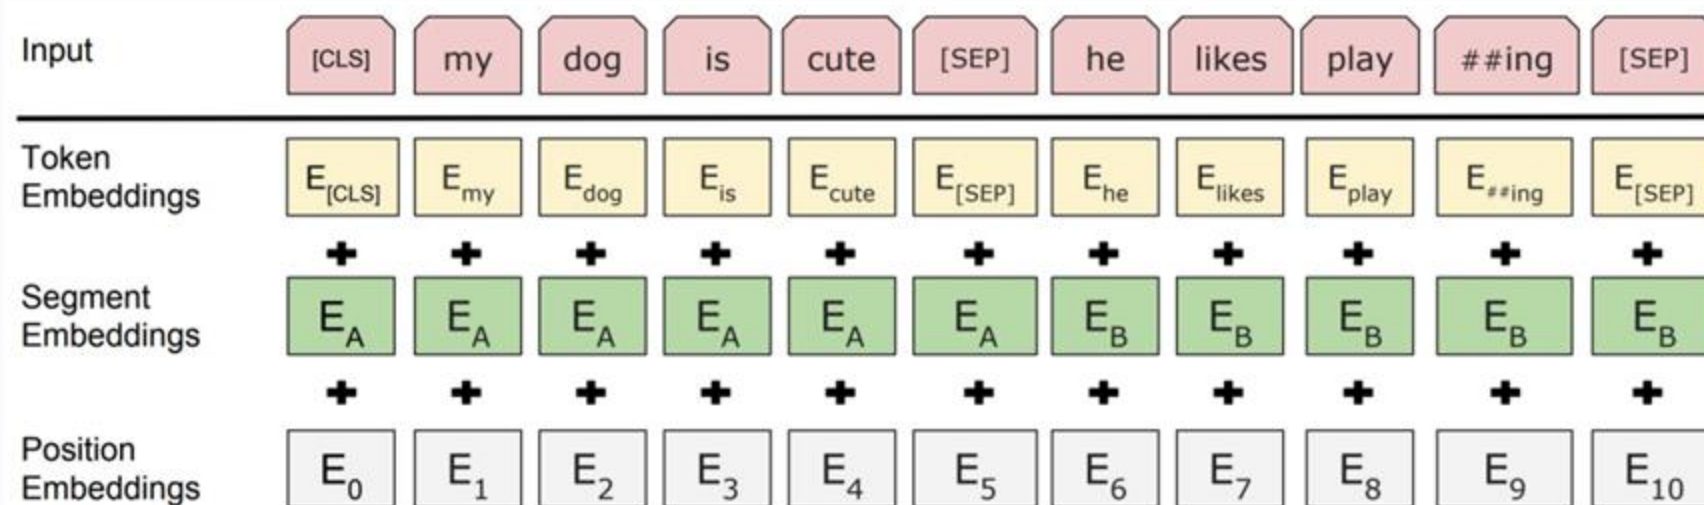 Input [CLS] my dog is cute [SEP] he likes play ##ing [SEP]
Token Embeddings E[CLS] Emy Edog Eis Ecute E[SEP] Ehe Elikes Eplay E##ing E[SEP]
+ + + + + + + + + + +
Segment Embeddings EA EA EA EA EA EA EB EB EB EB EB
+ + + + + + + + + + +
Position Embeddings E0 E1 E2 E3 E4 E5 E6 E7 E8 E9 E10